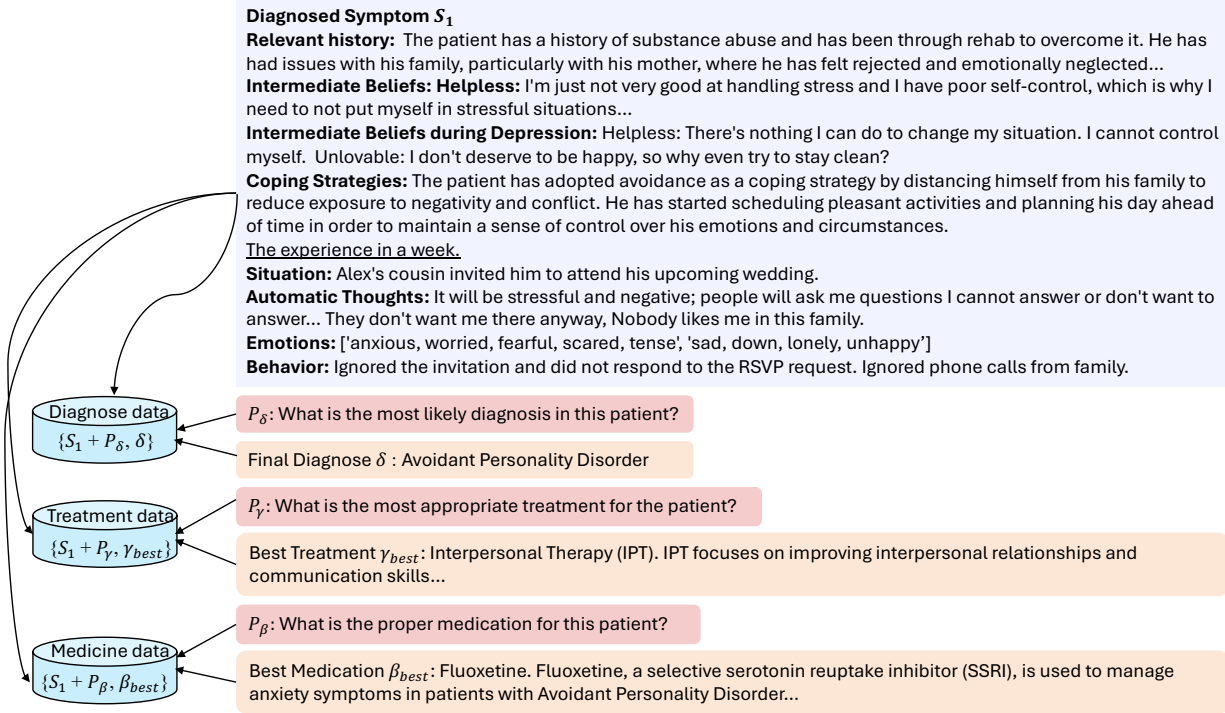 Diagnosed Symptom S₁
Relevant history: The patient has a history of substance abuse and has been through rehab to overcome it. He has
had issues with his family, particularly with his mother, where he has felt rejected and emotionally neglected...
Intermediate Beliefs: Helpless: I'm just not very good at handling stress and I have poor self-control, which is why I
need to not put myself in stressful situations...
Intermediate Beliefs during Depression: Helpless: There's nothing I can do to change my situation. I cannot control
myself. Unlovable: I don't deserve to be happy, so why even try to stay clean?
Coping Strategies: The patient has adopted avoidance as a coping strategy by distancing himself from his family to
reduce exposure to negativity and conflict. He has started scheduling pleasant activities and planning his day ahead
of time in order to maintain a sense of control over his emotions and circumstances.
The experience in a week.
Situation: Alex's cousin invited him to attend his upcoming wedding.
Automatic Thoughts: It will be stressful and negative; people will ask me questions I cannot answer or don't want to
answer... They don't want me there anyway, Nobody likes me in this family.
Emotions: ['anxious, worried, fearful, scared, tense', 'sad, down, lonely, unhappy']
Behavior: Ignored the invitation and did not respond to the RSVP request. Ignored phone calls from family.
Diagnose data
{S₁ + P_δ, δ}
P_δ: What is the most likely diagnosis in this patient?
Final Diagnose δ : Avoidant Personality Disorder
Treatment data
{S₁ + P_γ, γ_best}
P_γ: What is the most appropriate treatment for the patient?
Best Treatment γ_best: Interpersonal Therapy (IPT). IPT focuses on improving interpersonal relationships and
communication skills...
Medicine data
{S₁ + P_β, β_best}
P_β: What is the proper medication for this patient?
Best Medication β_best: Fluoxetine. Fluoxetine, a selective serotonin reuptake inhibitor (SSRI), is used to manage
anxiety symptoms in patients with Avoidant Personality Disorder...